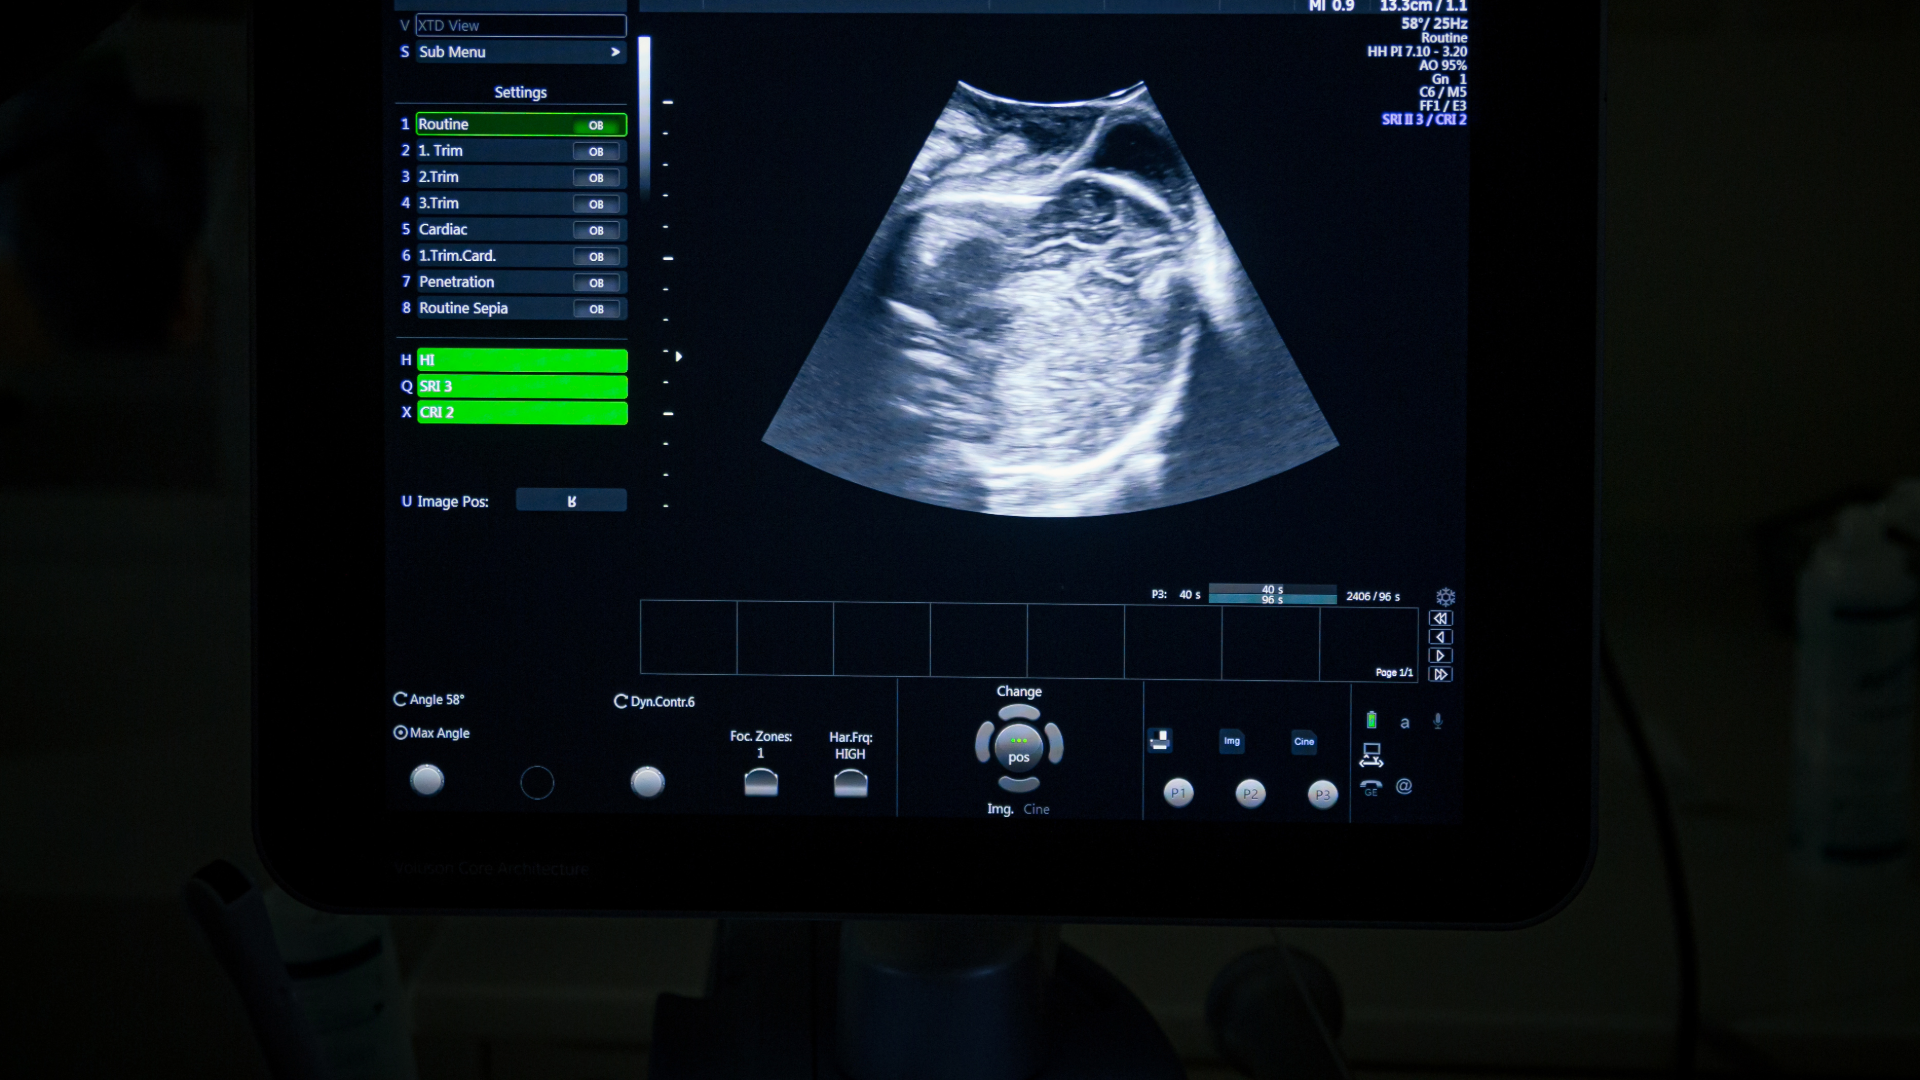 V XTD View
S Sub Menu >
Settings
1 Routine OB
2 1. Trim OB
3 2.Trim OB
4 3.Trim OB
5 Cardiac OB
6 1.Trim.Card. OB
7 Penetration OB
8 Routine Sepia OB
H HI
Q SRI 3
X CRI 2
U Image Pos: R
MI 0.9 13.3cm / 1.1
58°/ 25Hz
Routine
HH PI 7.10 - 3.20
AO 95%
Gn 1
C6 / M5
FF1 / E3
SRI II 3 / CRI 2
P3: 40 s 40 s 2406 / 96 s
96 s
Page 1/1
Angle 58°
Max Angle
Dyn.Contr.6
Foc. Zones:
1
Har.Frq:
HIGH
Change
pos
Img. Cine
Img Cine
P1 P2 P3
a
GE @
Voluson Core Architecture